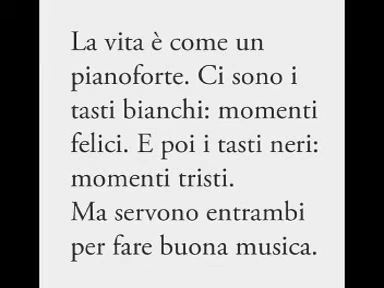 La vita è come un
pianoforte. Ci sono i
tasti bianchi: momenti
felici. E poi i tasti neri:
momenti tristi.
Ma servono entrambi
per fare buona musica.